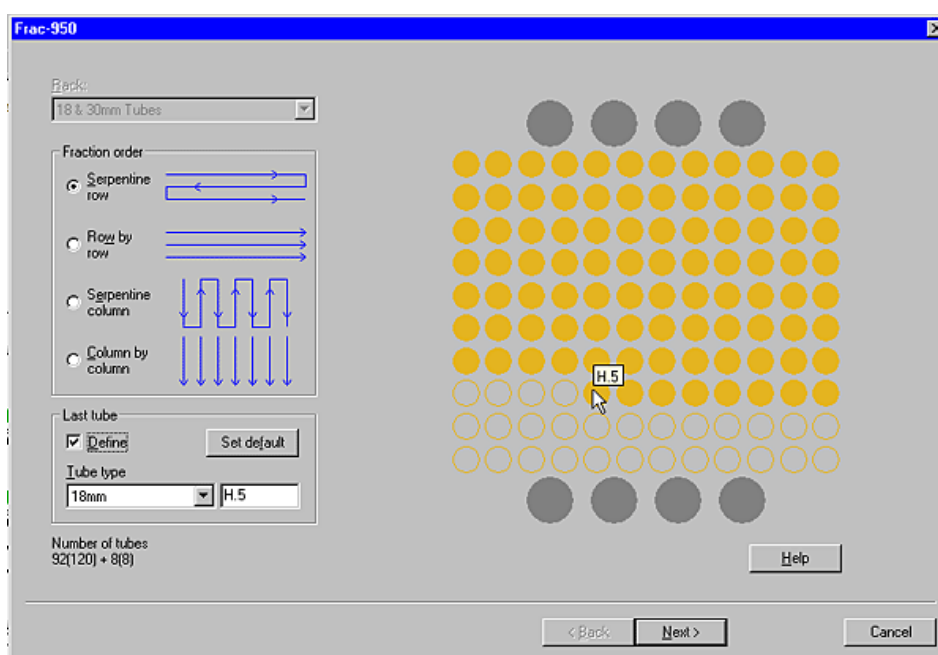 Frac-950
Rack:
18 & 30mm Tubes
Fraction order
Serpentine
row
Row by
row
Serpentine
column
Column by
column
H.5
Last tube
Define
Set default
Tube type
18mm
H.5
Number of tubes
92(120) + 8(8)
Help
< Back
Next >
Cancel